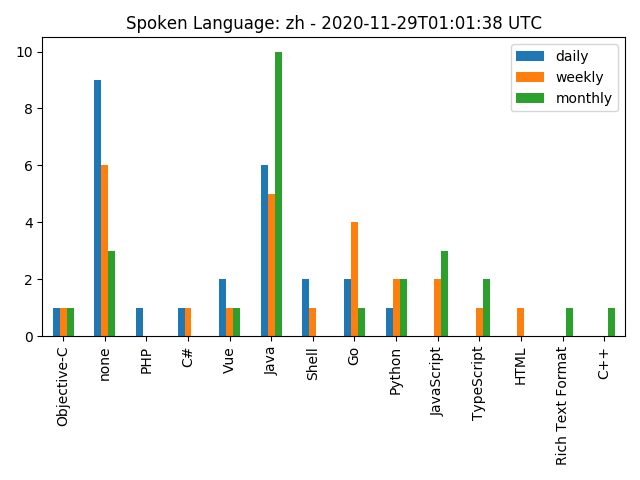 Spoken Language: zh - 2020-11-29T01:01:38 UTC
daily
weekly
monthly
10
8
6
4
2
0
Objective-C
none
PHP
C#
Vue
Java
Shell
Go
Python
JavaScript
TypeScript
HTML
Rich Text Format
C++